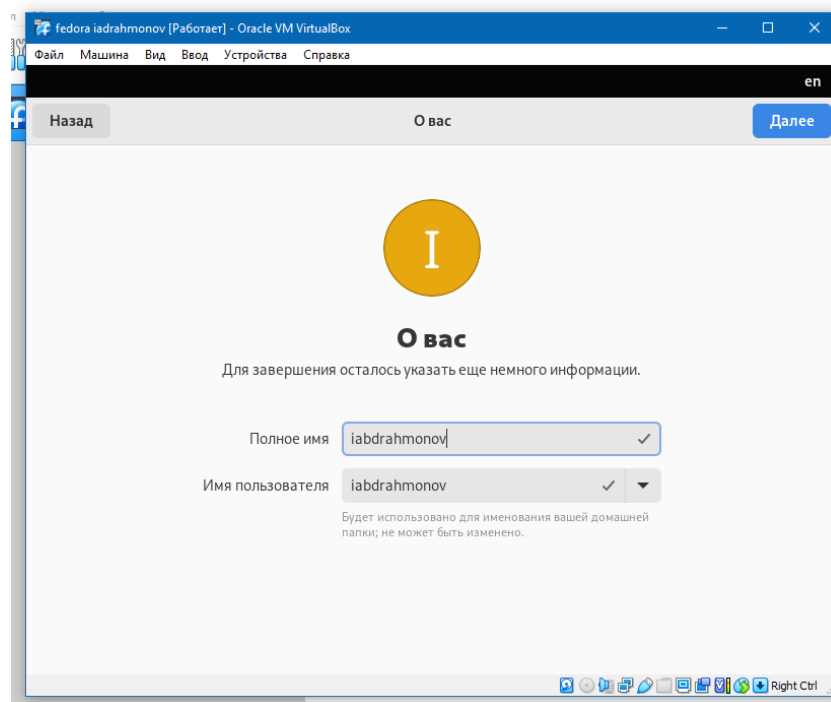 fedora iadrahmonov [Работает] - Oracle VM VirtualBox
Файл Машина Вид Ввод Устройства Справка
en
Назад О вас Далее
I
О вас
Для завершения осталось указать еще немного информации.
Полное имя iabdrahmonov
Имя пользователя iabdrahmonov
Будет использовано для именования вашей домашней
папки; не может быть изменено.
Right Ctrl